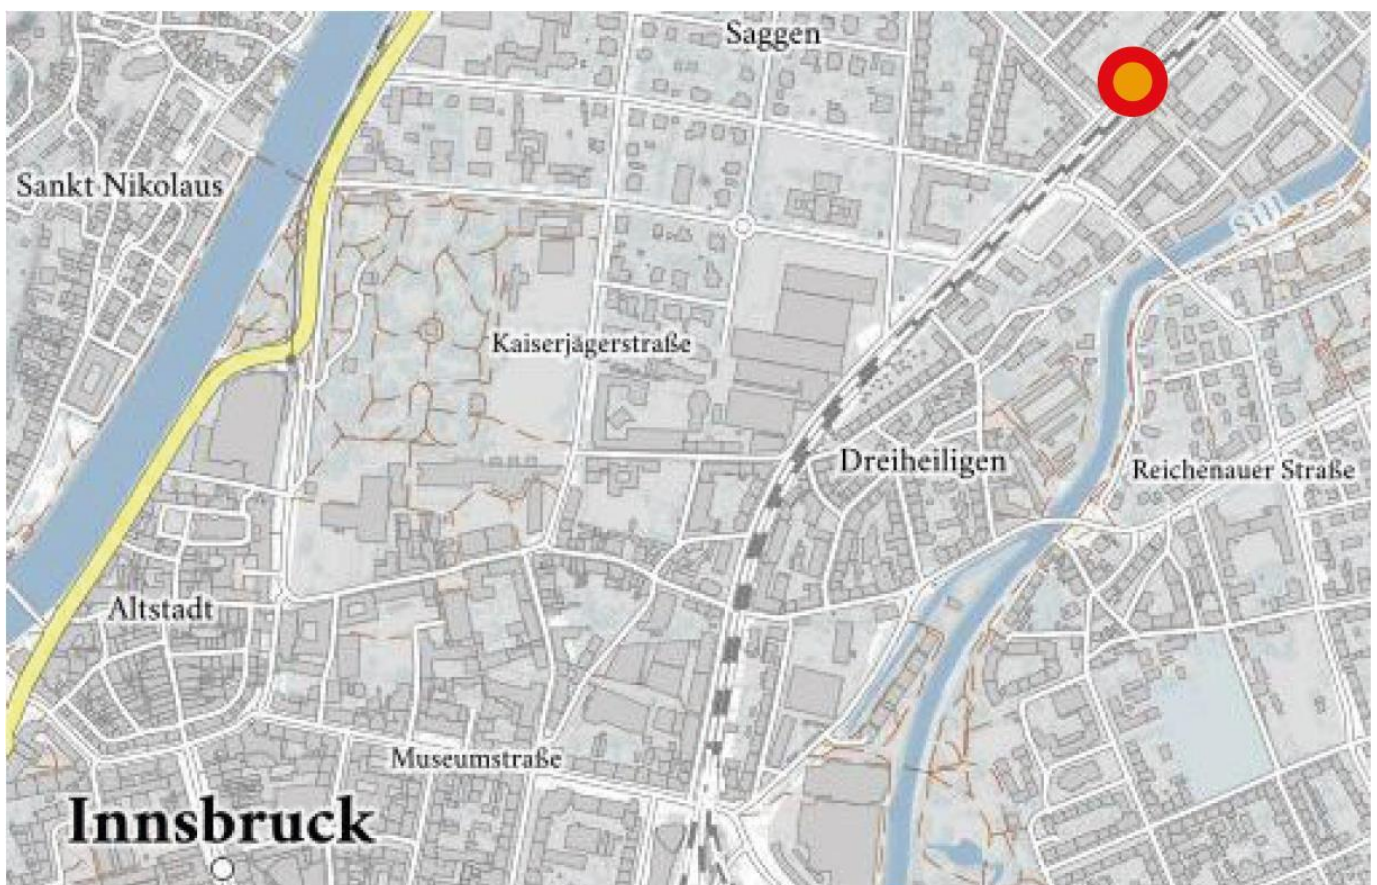 Saggen
Sankt Nikolaus
Sill
Kaiserjägerstraße
Dreiheiligen
Reichenauer Straße
Altstadt
Museumstraße
Innsbruck